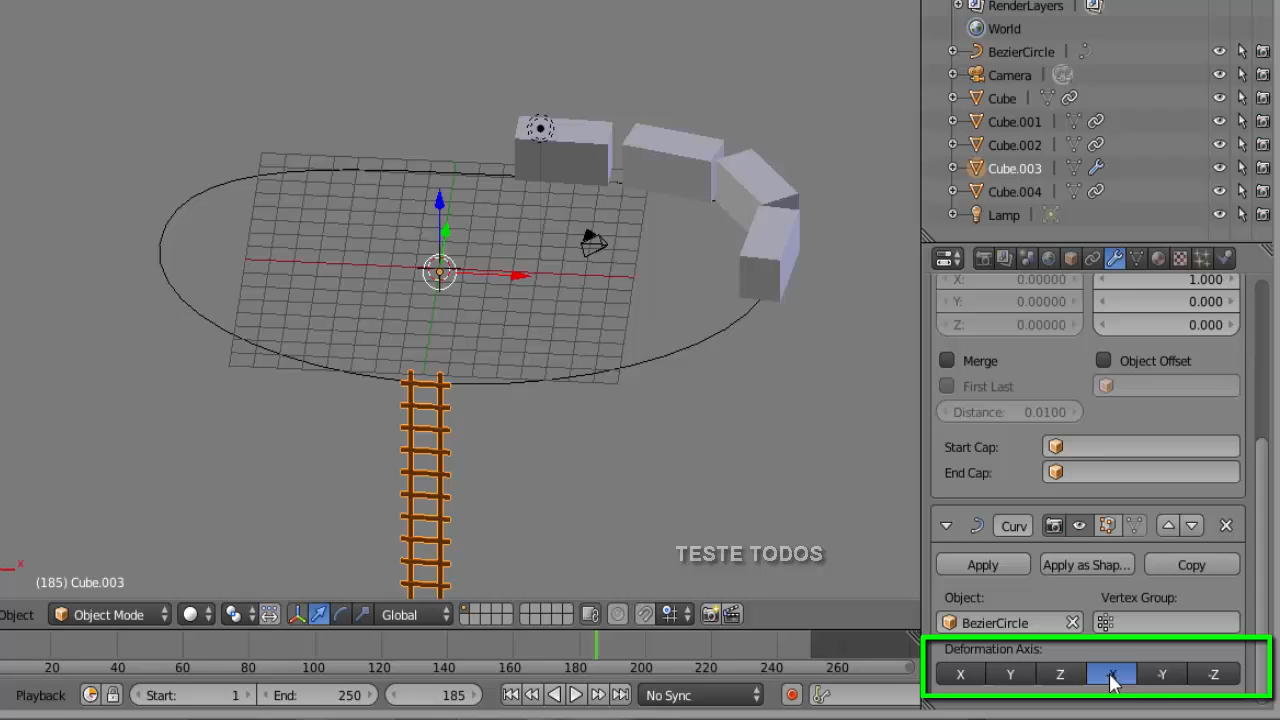 RenderLayers
World
BezierCircle
Camera
Cube
Cube.001
Cube.002
Cube.003
Cube.004
Lamp
X: 0.00000 1.000
Y: 0.00000 0.000
Z: 0.00000 0.000
Merge Object Offset
First Last
Distance: 0.0100
Start Cap:
End Cap:
Curv
Apply Apply as Shap... Copy
Object: Vertex Group:
BezierCircle
Deformation Axis:
X Y Z -Y -Z
TESTE TODOS
x
(185) Cube.003
Object Object Mode Global
20 40 60 80 100 120 140 160 180 200 220 240 260
Playback Start: 1 End: 250 185 No Sync